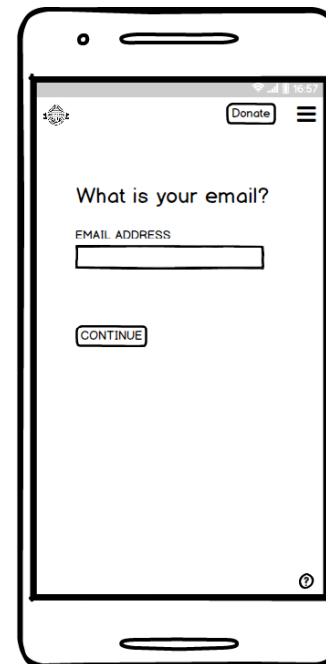 16:57
Donate
What is your email?
EMAIL ADDRESS
CONTINUE
?